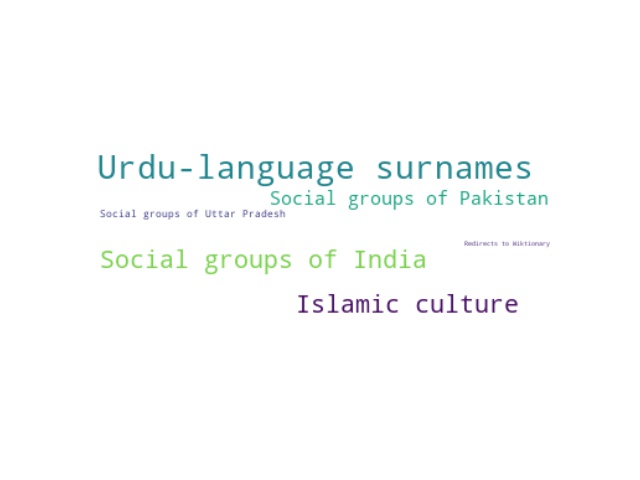 Urdu-language surnames
Social groups of Pakistan
Social groups of Uttar Pradesh
Redirects to Wiktionary
Social groups of India
Islamic culture